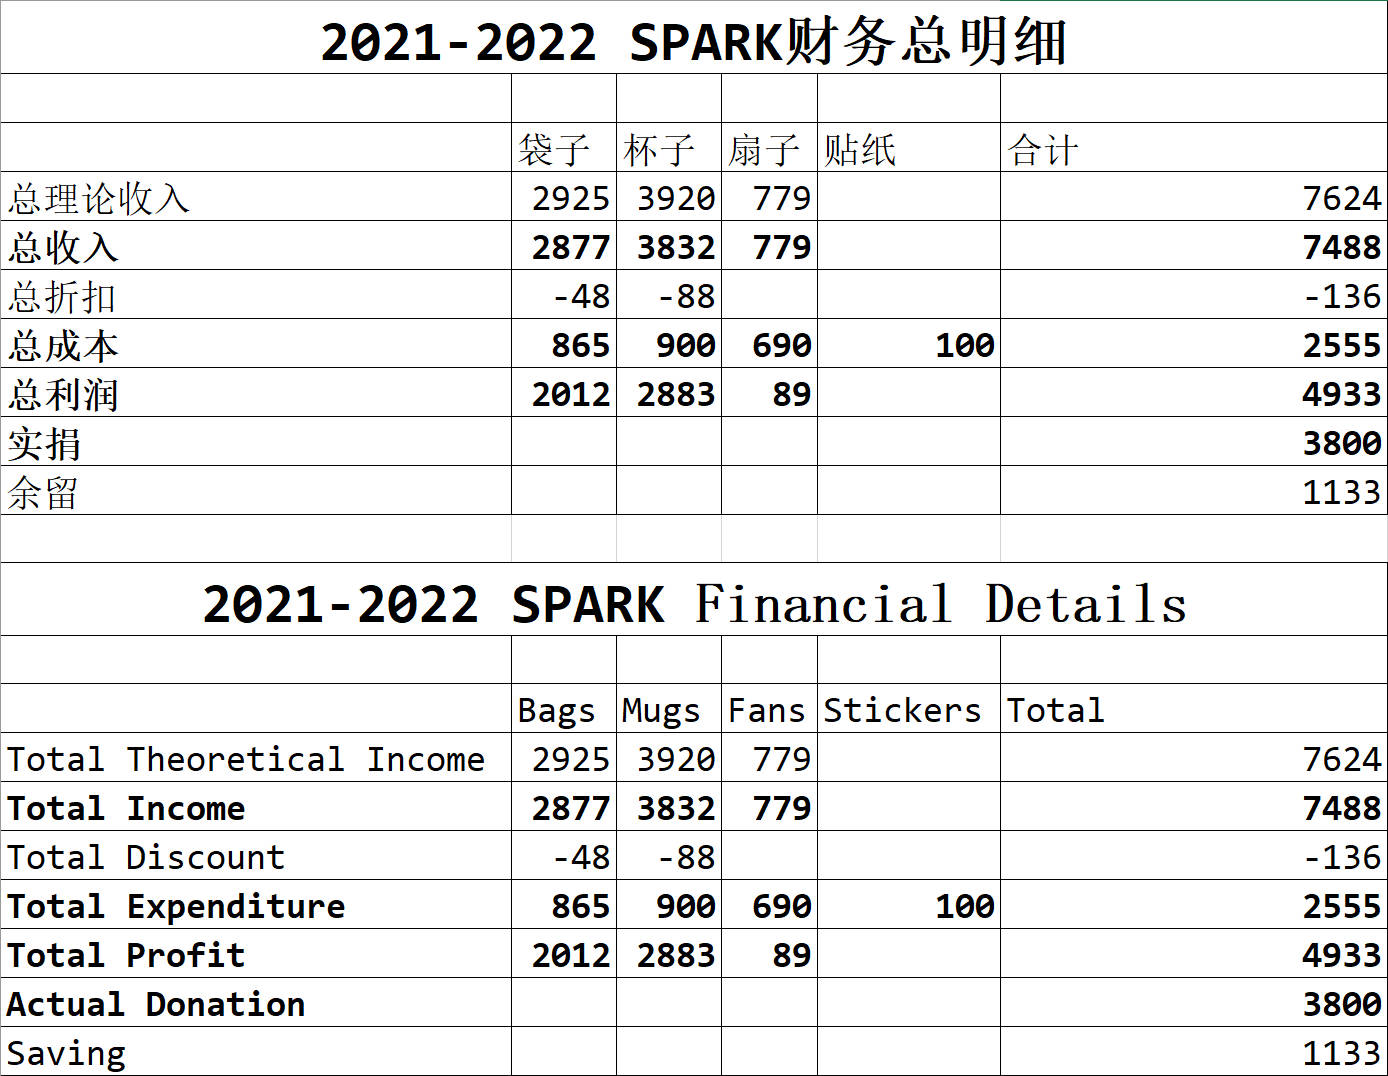 2021-2022 SPARK财务总明细
袋子 杯子 扇子 贴纸 合计
总理论收入 2925 3920 779 7624
总收入 2877 3832 779 7488
总折扣 -48 -88 -136
总成本 865 900 690 100 2555
总利润 2012 2883 89 4933
实捐 3800
余留 1133
2021-2022 SPARK Financial Details
Bags Mugs Fans Stickers Total
Total Theoretical Income 2925 3920 779 7624
Total Income 2877 3832 779 7488
Total Discount -48 -88 -136
Total Expenditure 865 900 690 100 2555
Total Profit 2012 2883 89 4933
Actual Donation 3800
Saving 1133